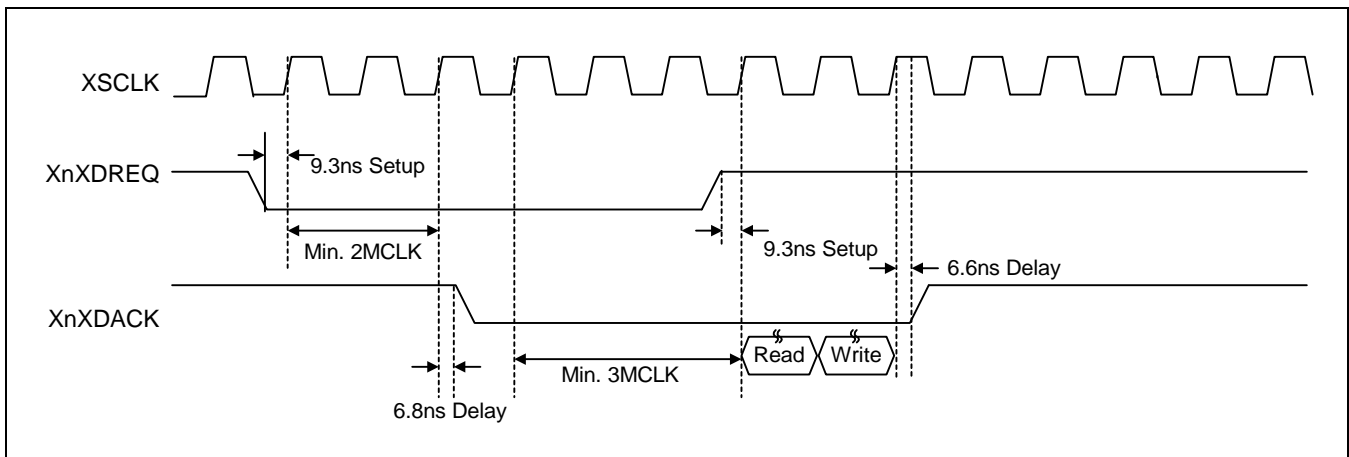 XSCLK
XnXDREQ
9.3ns Setup
Min. 2MCLK
9.3ns Setup
6.6ns Delay
XnXDACK
Read
Write
Min. 3MCLK
6.8ns Delay